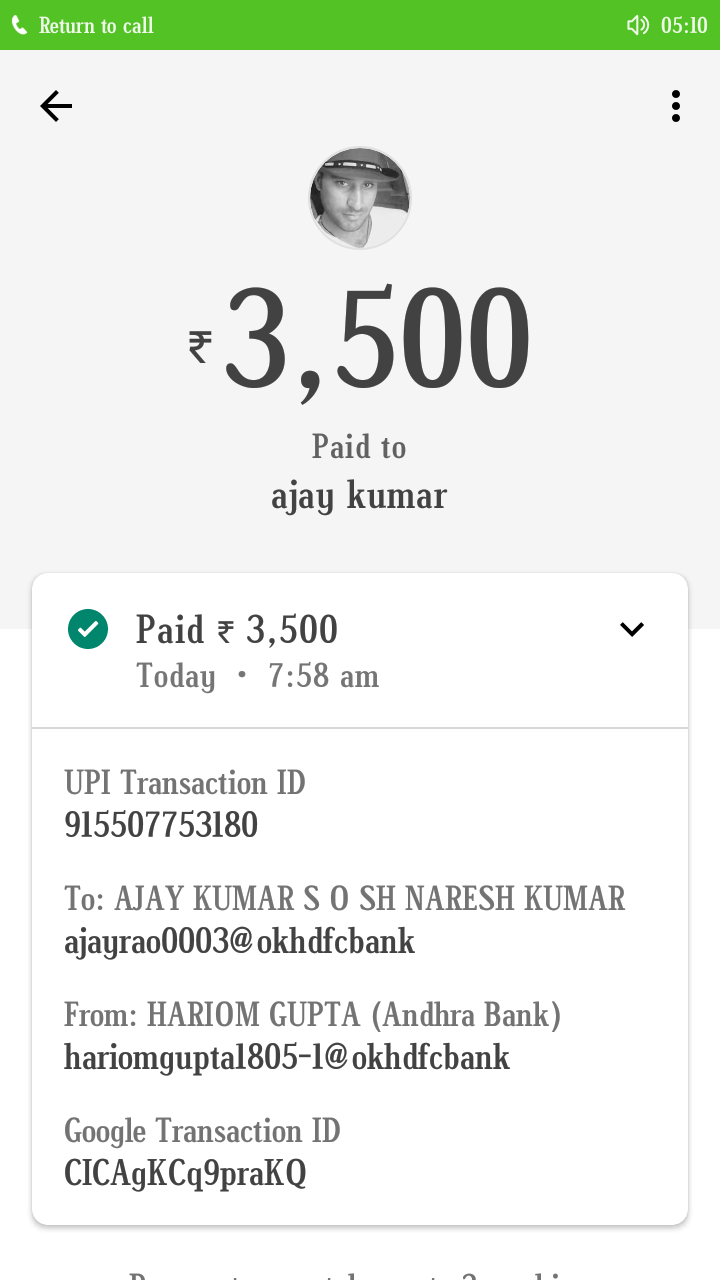 Return to call 05:10
₹3,500
Paid to
ajay kumar
Paid ₹ 3,500
Today • 7:58 am
UPI Transaction ID
915507753180
To: AJAY KUMAR S O SH NARESH KUMAR
ajayrao0003@okhdfcbank
From: HARIOM GUPTA (Andhra Bank)
hariomgupta1805-1@okhdfcbank
Google Transaction ID
CICAgKCq9praKQ